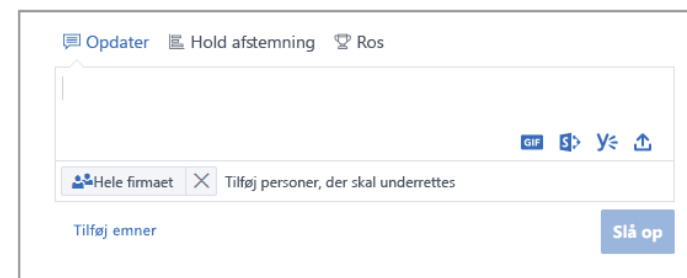 Opdater Hold afstemning Ros
GIF
Hele firmaet Tilføj personer, der skal underrettes
Tilføj emner Slå op